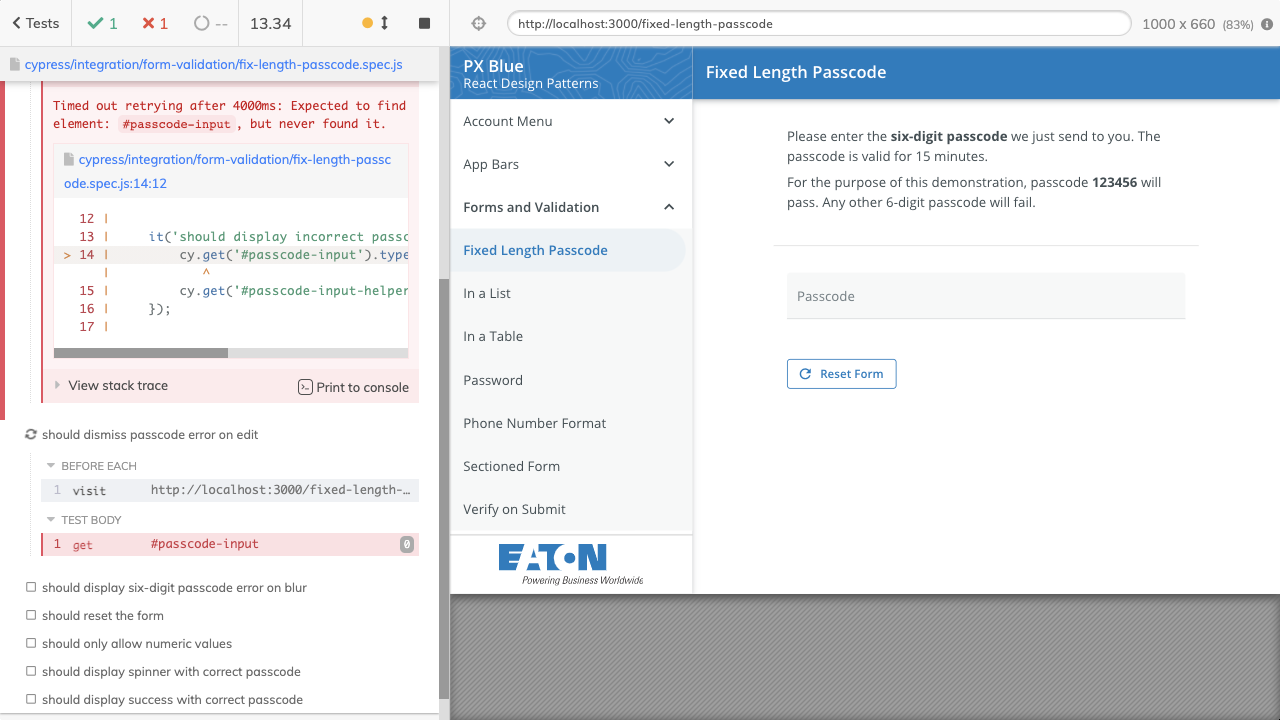 Tests
1
1
--
13.34
http://localhost:3000/fixed-length-passcode
1000 x 660 (83%)
cypress/integration/form-validation/fix-length-passcode.spec.js
Timed out retrying after 4000ms: Expected to find
element: #passcode-input, but never found it.
cypress/integration/form-validation/fix-length-passc
ode.spec.js:14:12
12 |
13 | it('should display incorrect passc
> 14 | cy.get('#passcode-input').type
| ^
15 | cy.get('#passcode-input-helper
16 | });
17 |
View stack trace
Print to console
should dismiss passcode error on edit
BEFORE EACH
1 visit http://localhost:3000/fixed-length-…
TEST BODY
1 get #passcode-input 0
should display six-digit passcode error on blur
should reset the form
should only allow numeric values
should display spinner with correct passcode
should display success with correct passcode
PX Blue
React Design Patterns
Account Menu
App Bars
Forms and Validation
Fixed Length Passcode
In a List
In a Table
Password
Phone Number Format
Sectioned Form
Verify on Submit
EATON
Powering Business Worldwide
Fixed Length Passcode
Please enter the six-digit passcode we just send to you. The
passcode is valid for 15 minutes.
For the purpose of this demonstration, passcode 123456 will
pass. Any other 6-digit passcode will fail.
Passcode
Reset Form